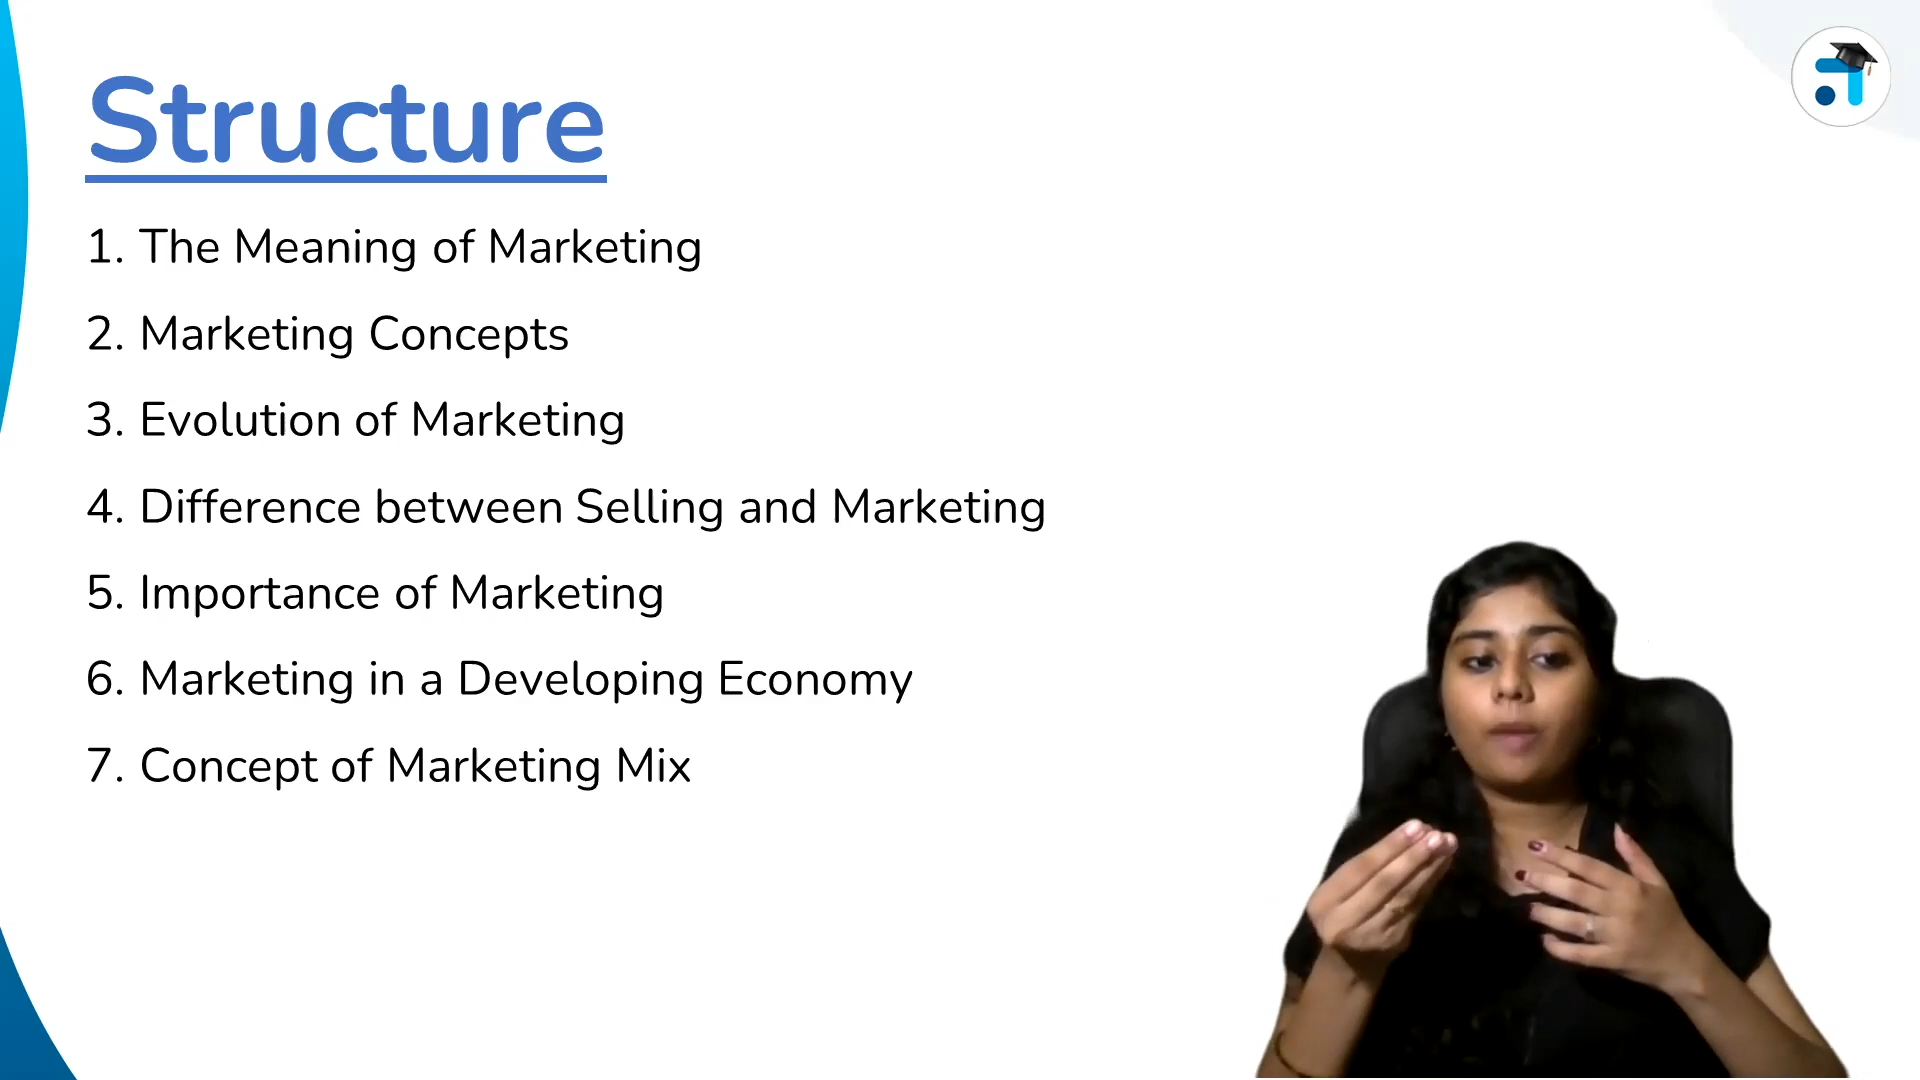 Structure
1. The Meaning of Marketing
2. Marketing Concepts
3. Evolution of Marketing
4. Difference between Selling and Marketing
5. Importance of Marketing
6. Marketing in a Developing Economy
7. Concept of Marketing Mix